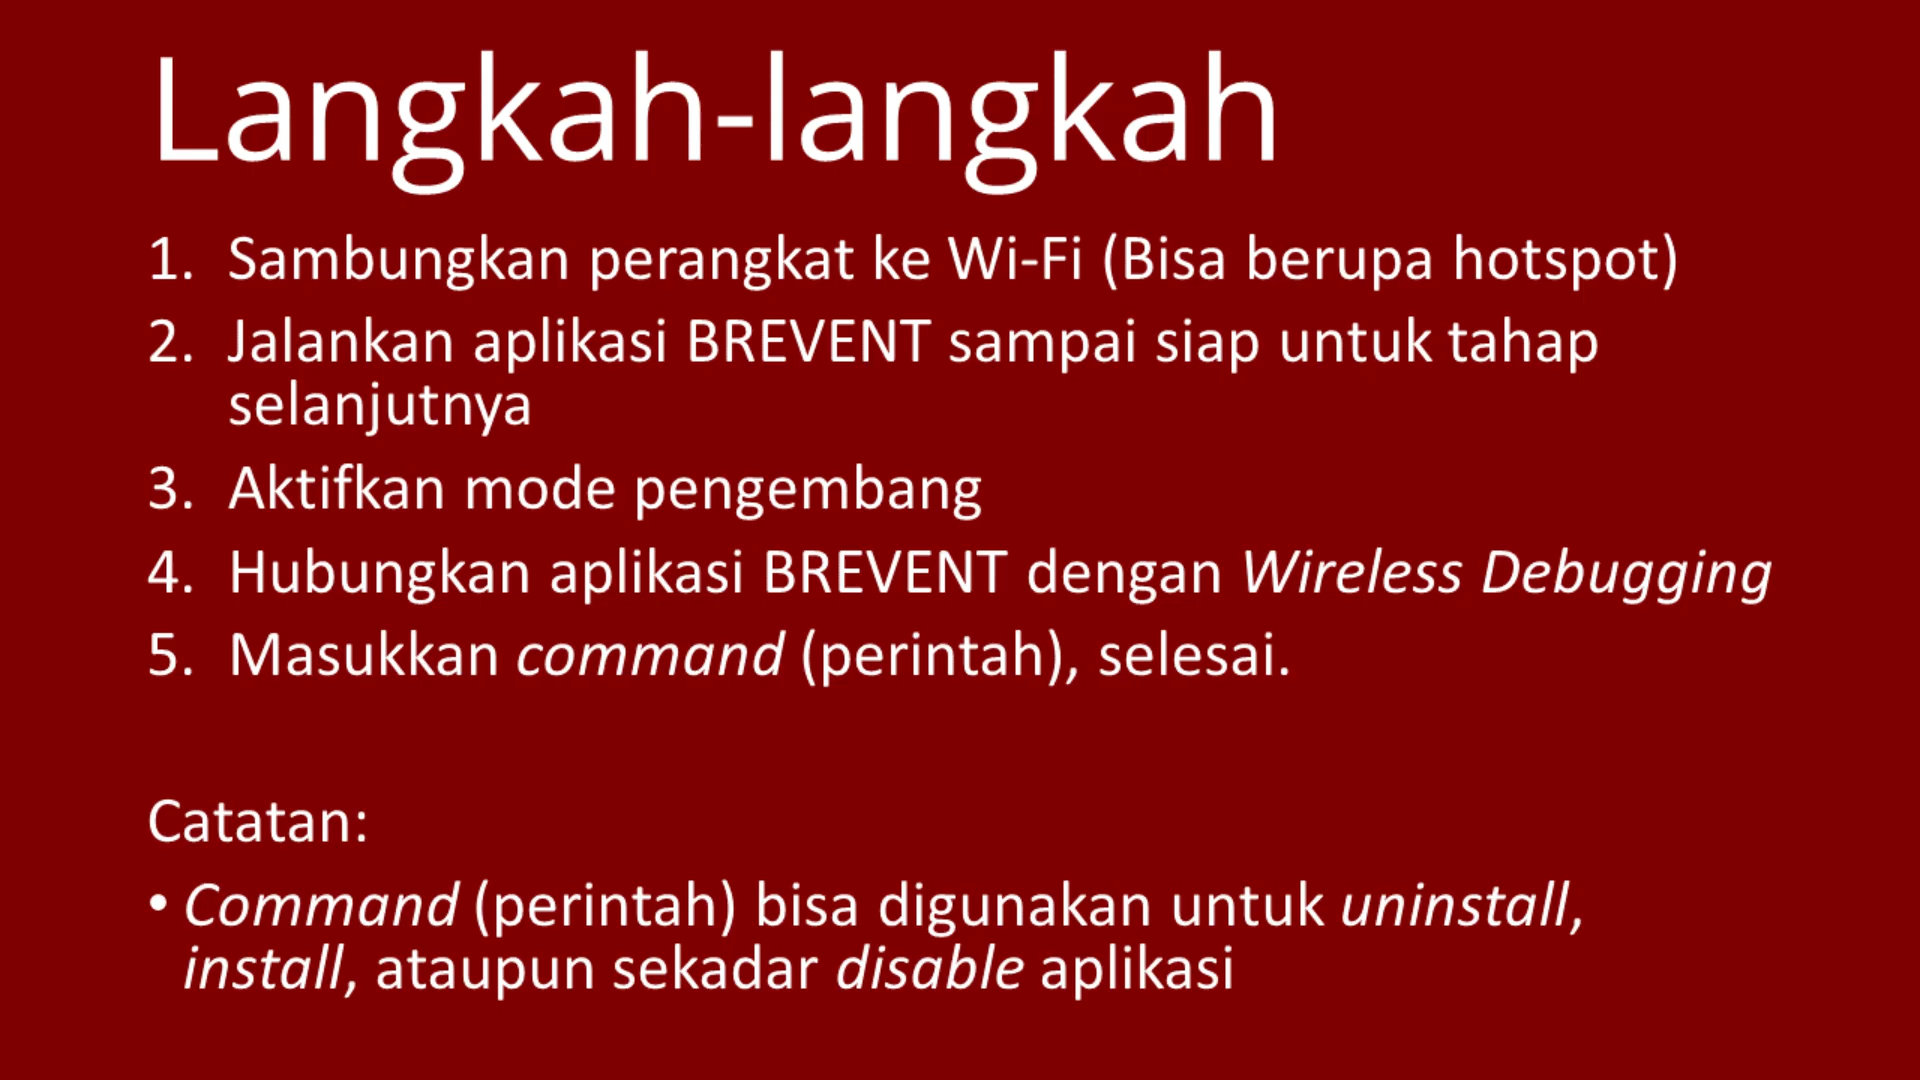 Langkah-langkah
1. Sambungkan perangkat ke Wi-Fi (Bisa berupa hotspot)
2. Jalankan aplikasi BREVENT sampai siap untuk tahap
selanjutnya
3. Aktifkan mode pengembang
4. Hubungkan aplikasi BREVENT dengan Wireless Debugging
5. Masukkan command (perintah), selesai.
Catatan:
• Command (perintah) bisa digunakan untuk uninstall,
install, ataupun sekadar disable aplikasi